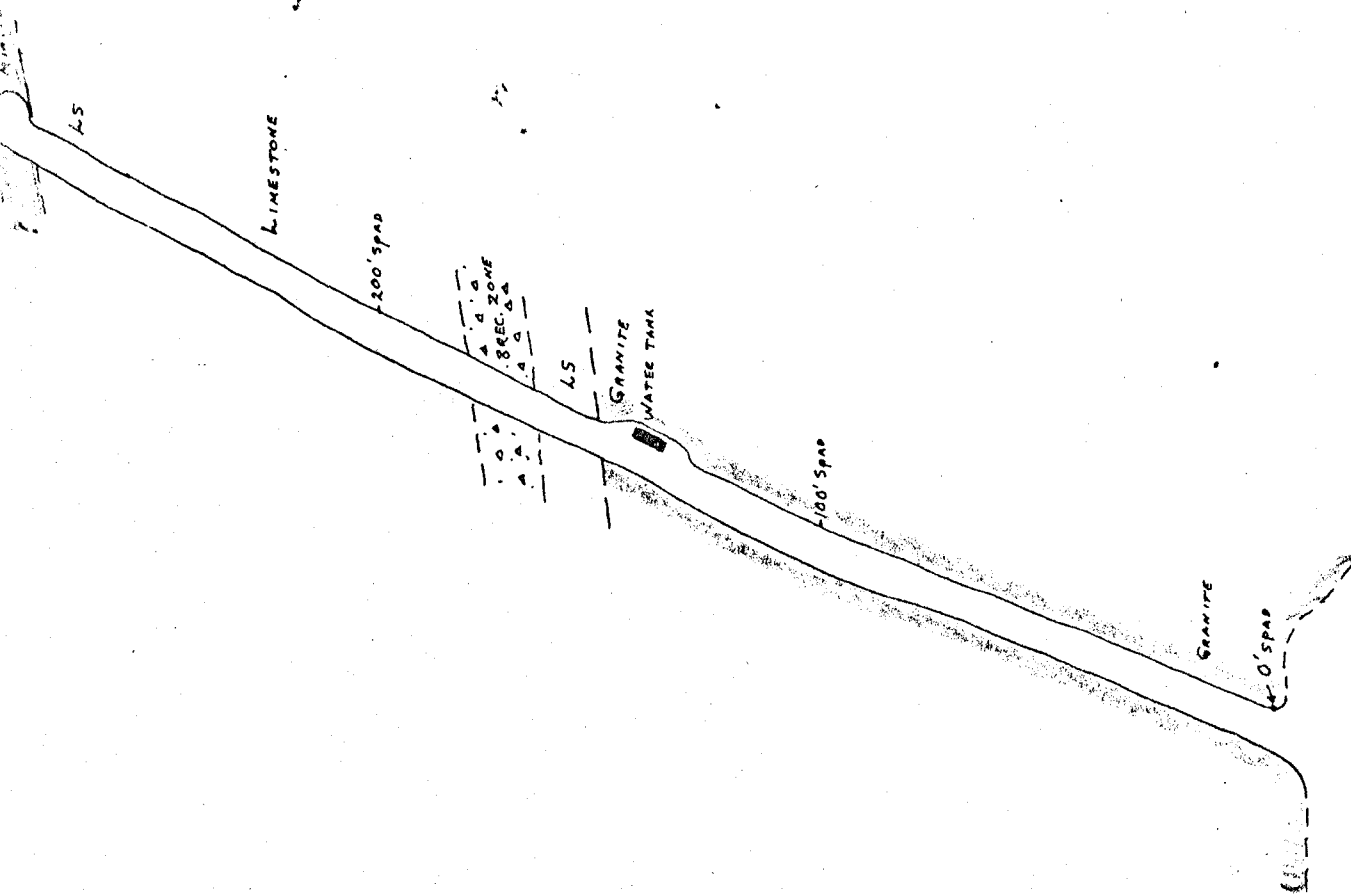 LS
LIMESTONE
200' SPAD
BREC. ZONE
LS
GRANITE
WATER TANK
100' SPAD
GRANITE
0' SPAD